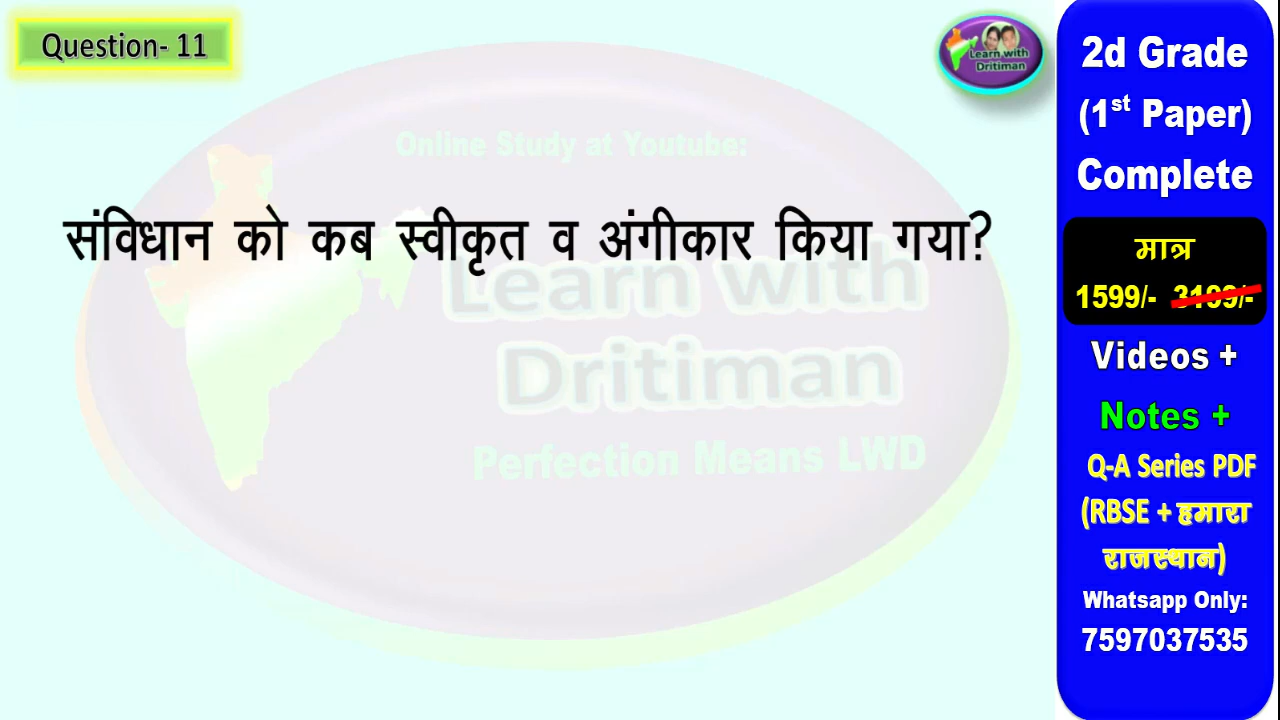 Question- 11
Learn with
Dritiman
Online Study at Youtube:
संविधान को कब स्वीकृत व अंगीकार किया गया?
Learn with
Dritiman
Perfection Means LWD
2d Grade
(1st Paper)
Complete
मात्र
1599/- 3199/-
Videos +
Notes +
Q-A Series PDF
(RBSE + हमारा
राजस्थान)
Whatsapp Only:
7597037535